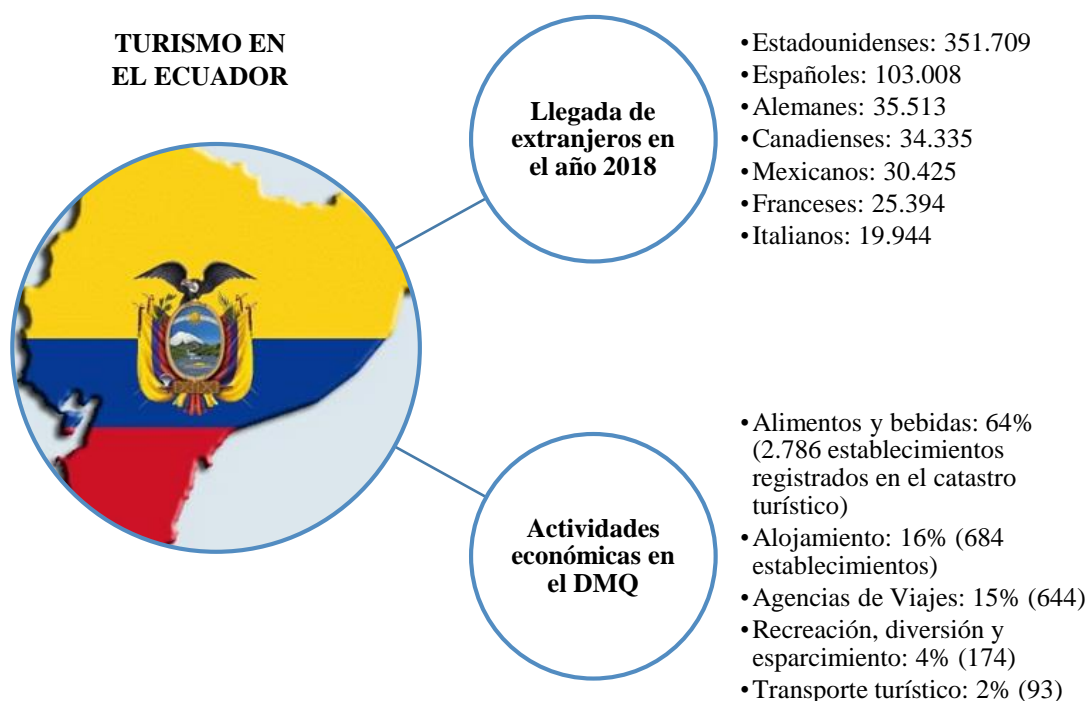 TURISMO EN
EL ECUADOR
Llegada de
extranjeros en
el año 2018
•Estadounidenses: 351.709
•Españoles: 103.008
•Alemanes: 35.513
•Canadienses: 34.335
•Mexicanos: 30.425
•Franceses: 25.394
•Italianos: 19.944
Actividades
económicas en
el DMQ
•Alimentos y bebidas: 64%
(2.786 establecimientos
registrados en el catastro
turístico)
•Alojamiento: 16% (684
establecimientos)
•Agencias de Viajes: 15% (644)
•Recreación, diversión y
esparcimiento: 4% (174)
•Transporte turístico: 2% (93)